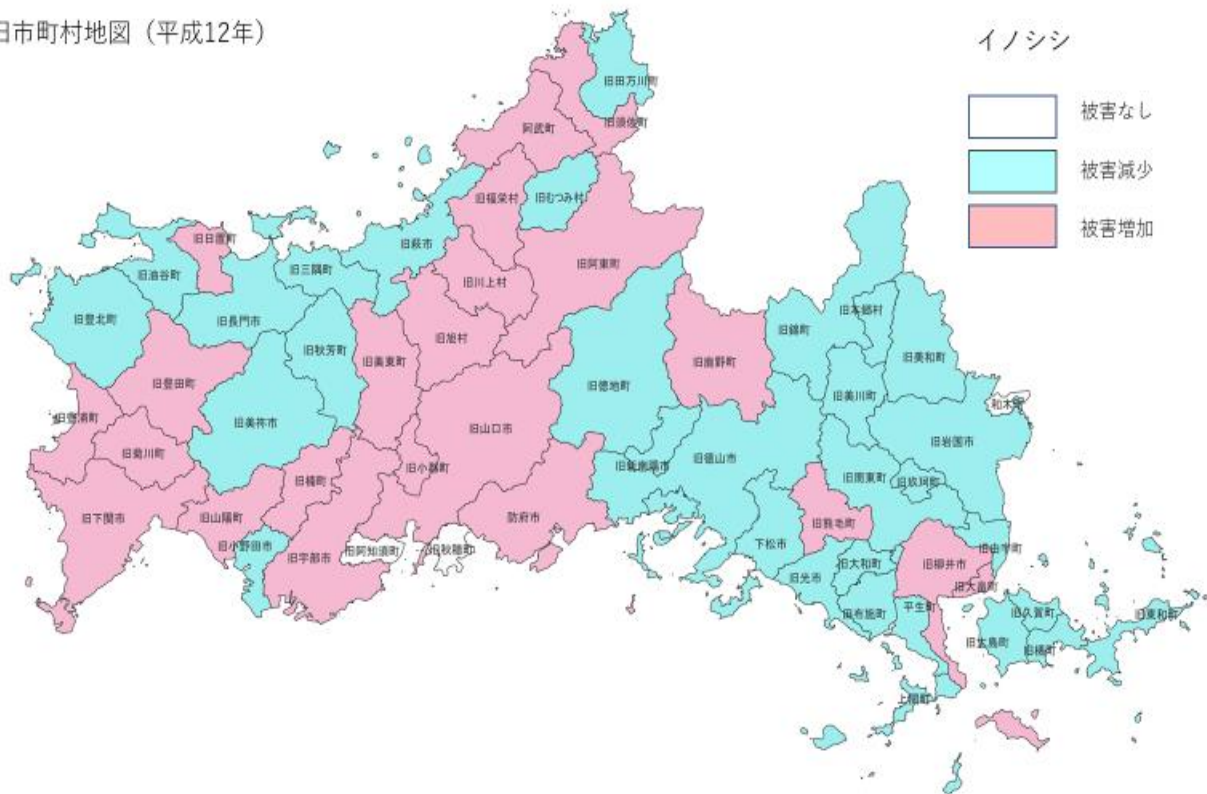 旧市町村地図（平成12年）
イノシシ
被害なし
被害減少
被害増加
旧田万川町
旧須佐町
阿武町
旧福栄村
旧むつみ村
旧萩市
旧日置町
旧三隅町
旧油谷町
旧阿東町
旧川上村
旧豊北町
旧長門市
旧本郷村
旧錦町
旧秋芳町
旧旭村
旧美和町
旧美東町
旧鹿野町
旧豊田町
旧徳地町
旧美川町
和木町
旧豊浦町
旧美祢市
旧山口市
旧岩国市
旧菊川町
旧徳山市
旧小郡町
旧新南陽市
旧楠町
旧周東町
旧玖珂町
旧下関市
旧山陽町
防府市
旧熊毛町
旧小野田市
下松市
旧由宇町
旧阿知須町
旧秋穂町
旧宇部市
旧大和町
旧柳井市
旧光市
旧大畠町
平生町
旧久賀町
旧東和町
田布施町
旧大島町
旧橘町
上関町